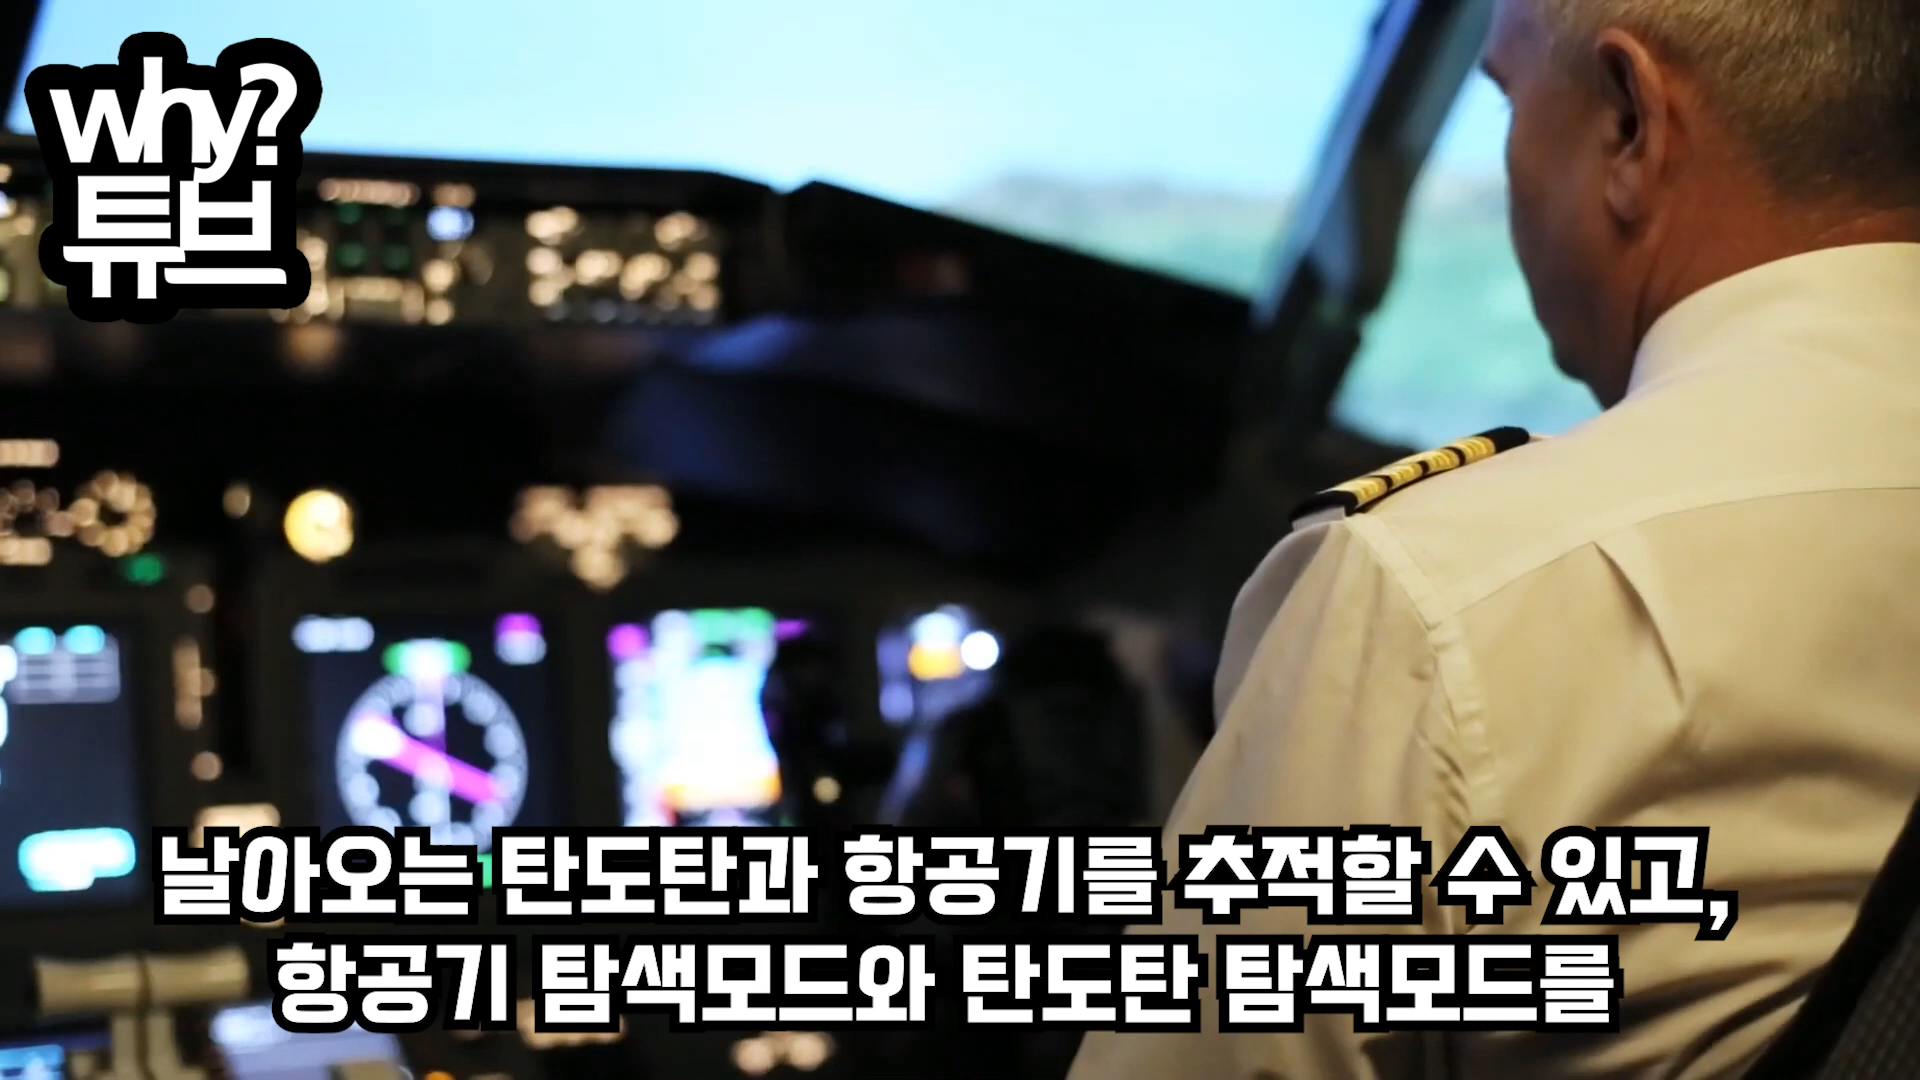 why?
튜브
날아오는 탄도탄과 항공기를 추적할 수 있고,
항공기 탐색모드와 탄도탄 탐색모드를